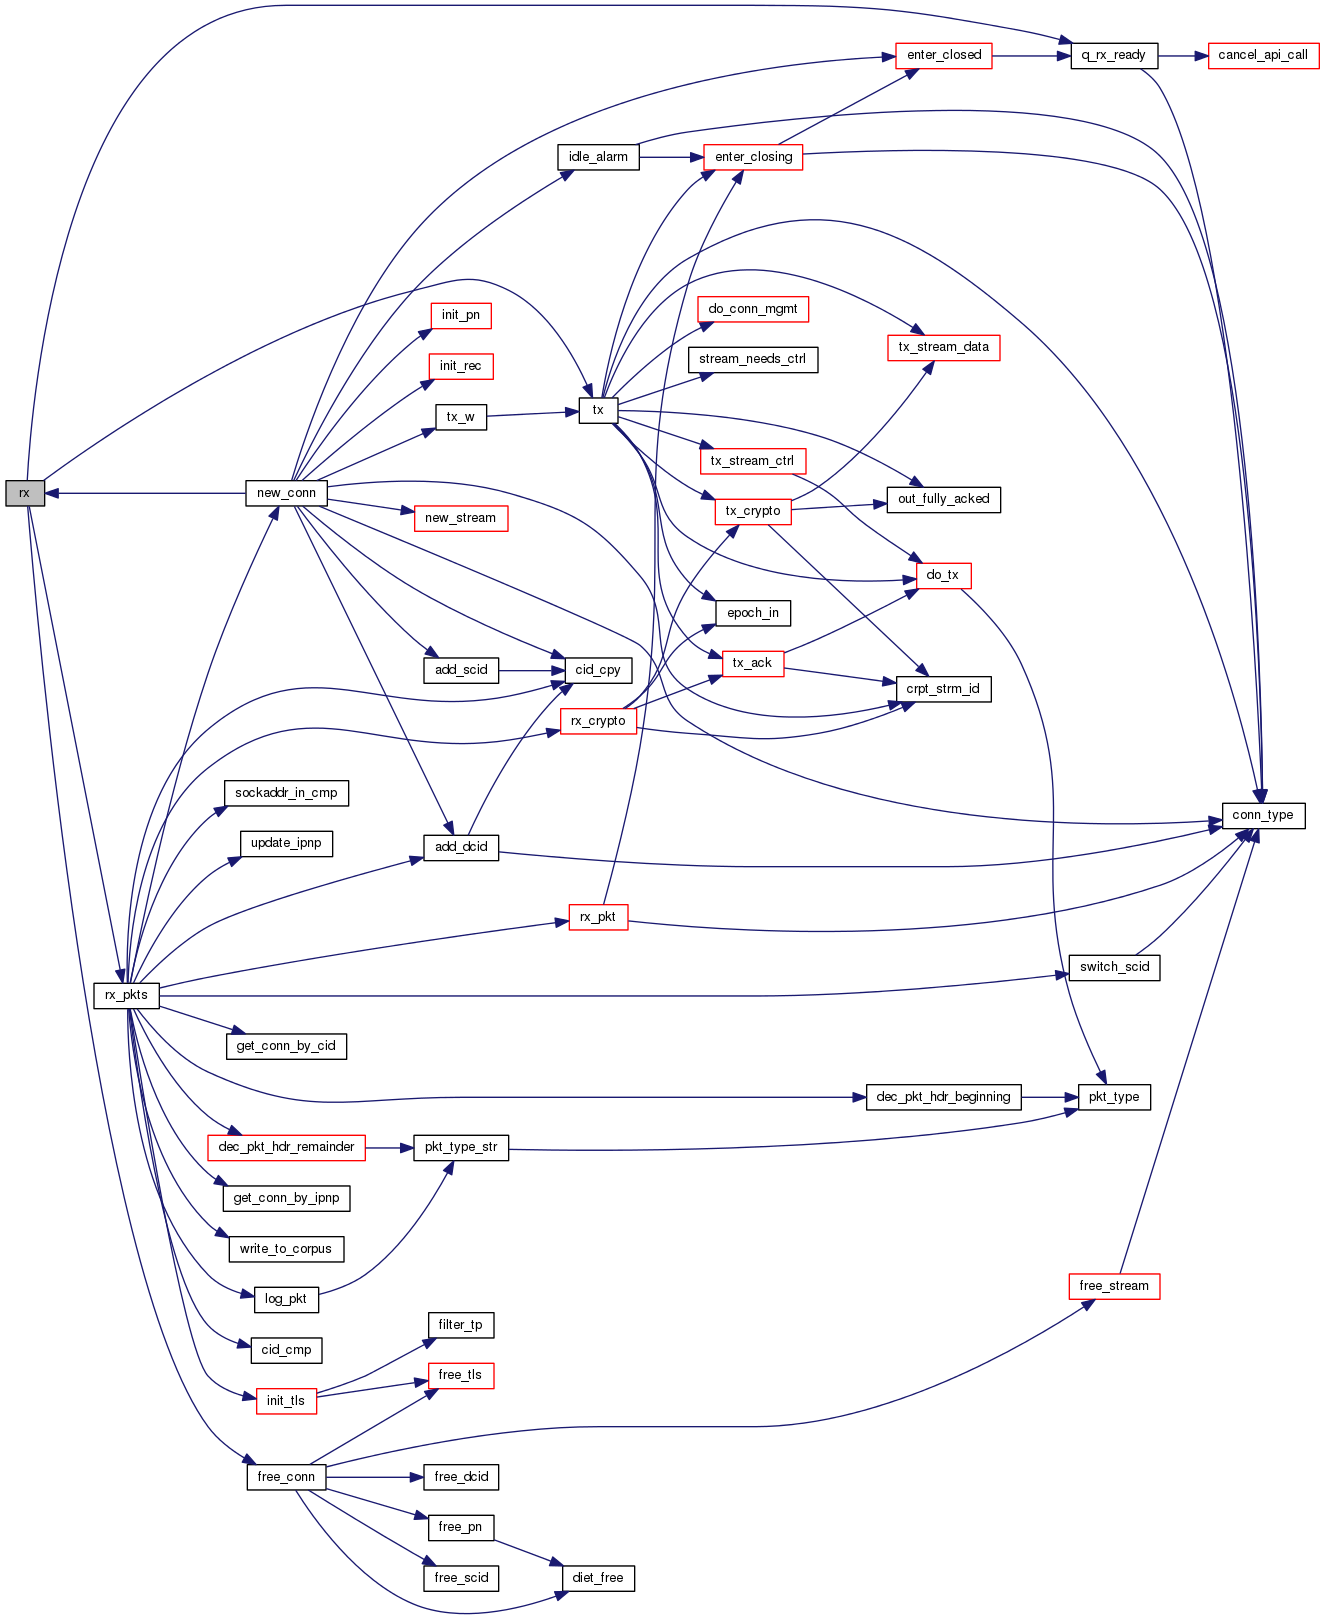 enter_closed
q_rx_ready
cancel_api_call
idle_alarm
enter_closing
init_pn
do_conn_mgmt
tx_stream_data
init_rec
stream_needs_ctrl
tx_w
tx
tx_stream_ctrl
rx
new_conn
out_fully_acked
new_stream
tx_crypto
do_tx
epoch_in
add_scid
cid_cpy
tx_ack
crpt_strm_id
rx_crypto
sockaddr_in_cmp
conn_type
update_ipnp
add_dcid
rx_pkt
switch_scid
rx_pkts
get_conn_by_cid
dec_pkt_hdr_beginning
pkt_type
dec_pkt_hdr_remainder
pkt_type_str
get_conn_by_ipnp
write_to_corpus
free_stream
log_pkt
filter_tp
cid_cmp
free_tls
init_tls
free_conn
free_dcid
free_pn
free_scid
diet_free